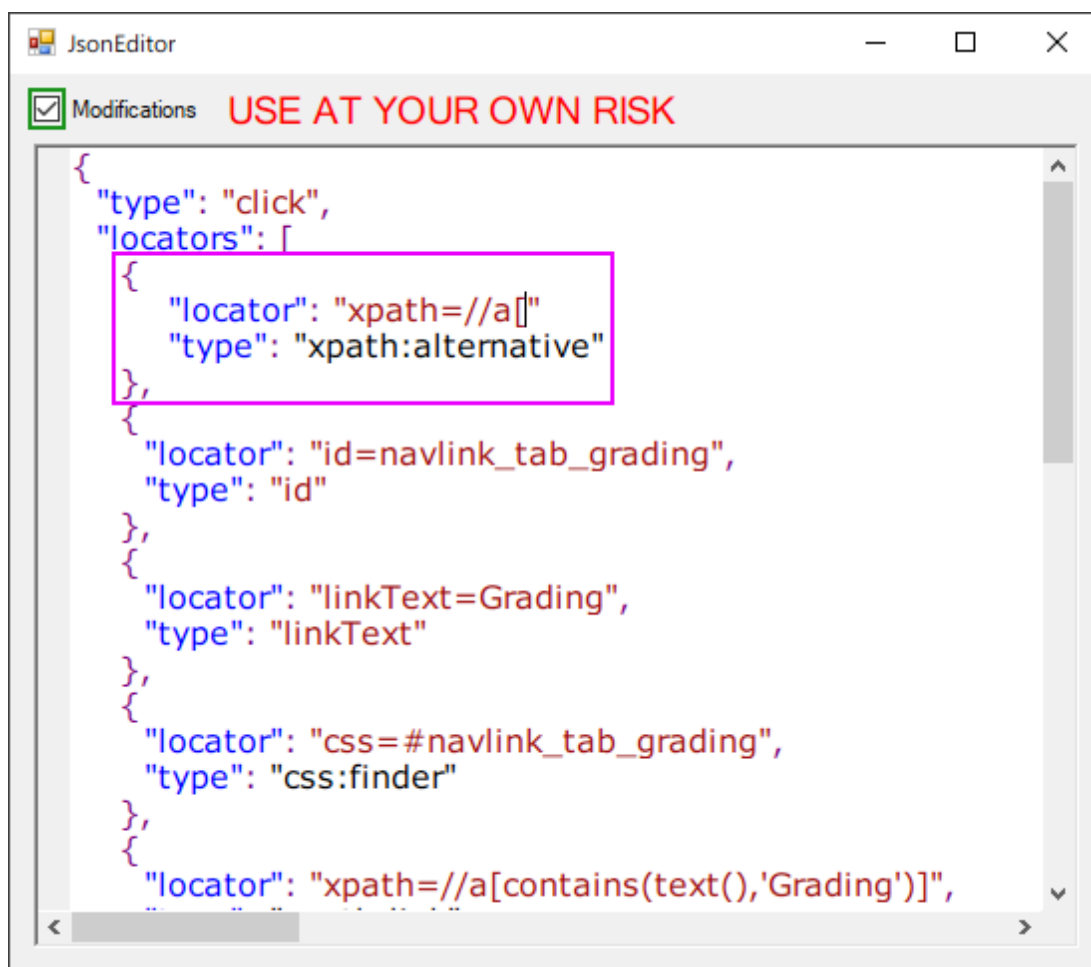 JsonEditor
Modifications USE AT YOUR OWN RISK
{
"type": "click",
"locators": [
{
"locator": "xpath=//a["
"type": "xpath:alternative"
},
{
"locator": "id=navlink_tab_grading",
"type": "id"
},
{
"locator": "linkText=Grading",
"type": "linkText"
},
{
"locator": "css=#navlink_tab_grading",
"type": "css:finder"
},
{
"locator": "xpath=//a[contains(text(),'Grading')]",